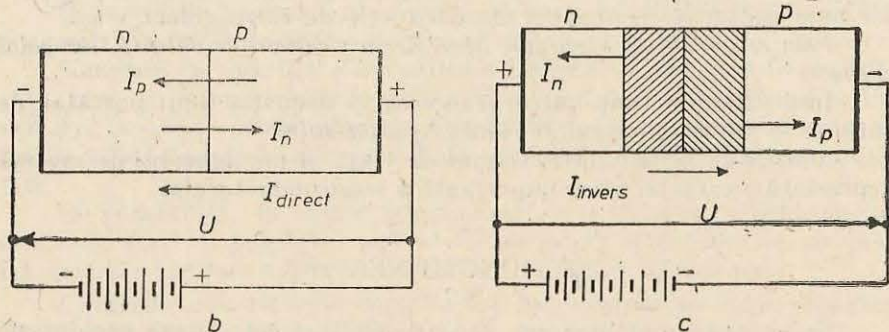 n p
- +
I_p
I_n
I_direct
U
- +
b
n p
+ -
I_n
I_p
I_invers
U
+ -
c